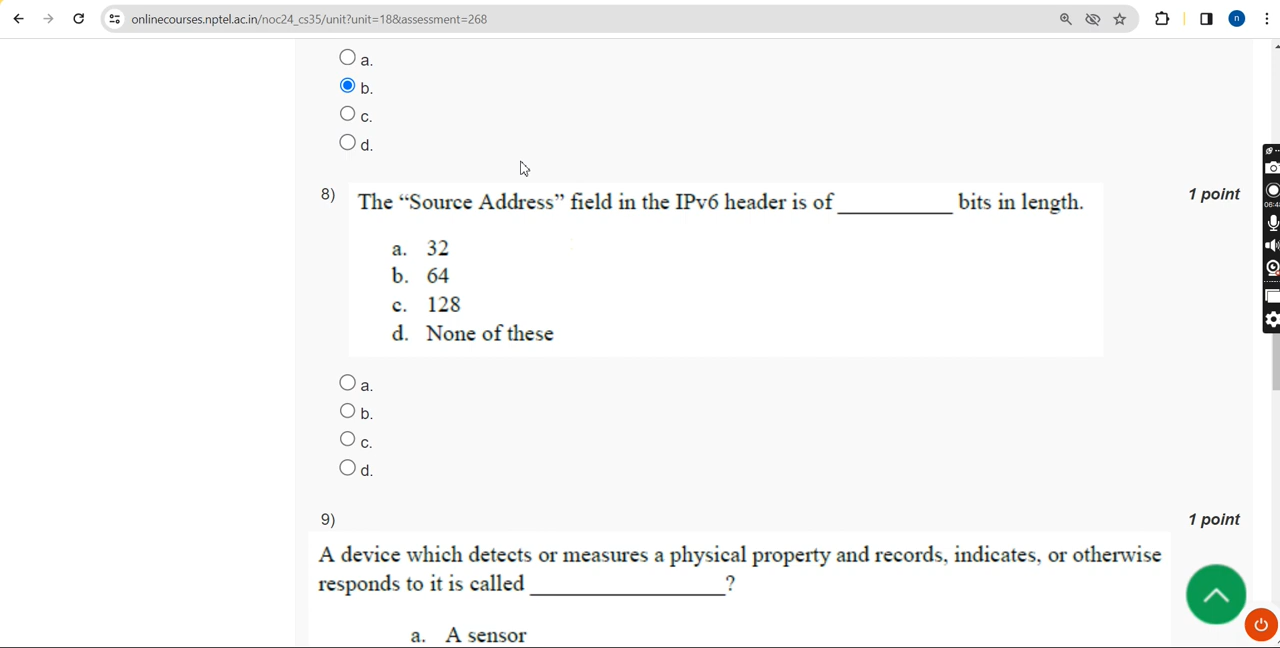 onlinecourses.nptel.ac.in/noc24_cs35/unit?unit=18&assessment=268
n
a.
b.
c.
d.
8) The “Source Address” field in the IPv6 header is of __________ bits in length. 1 point
a. 32
b. 64
c. 128
d. None of these
a.
b.
c.
d.
9) 1 point
A device which detects or measures a physical property and records, indicates, or otherwise
responds to it is called _________________?
a. A sensor